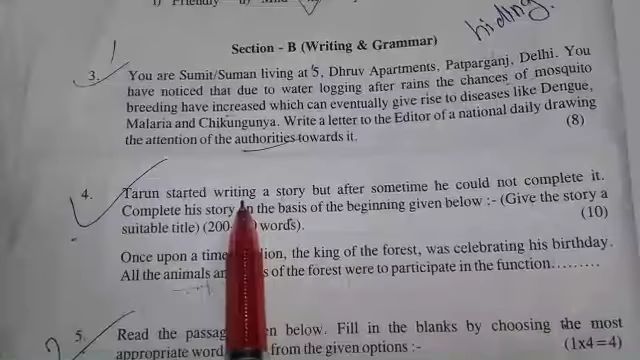 i) Friendly ii)
hiding.
Section - B (Writing & Grammar)
1
3. You are Sumit/Suman living at 5, Dhruv Apartments, Patparganj, Delhi. You
have noticed that due to water logging after rains the chances of mosquito
breeding have increased which can eventually give rise to diseases like Dengue,
Malaria and Chikungunya. Write a letter to the Editor of a national daily drawing
the attention of the authorities towards it. (8)
4. Tarun started writing a story but after sometime he could not complete it.
Complete his story on the basis of the beginning given below :- (Give the story a
suitable title) (200- words). (10)
Once upon a time lion, the king of the forest, was celebrating his birthday.
All the animals of the forest were to participate in the function.........
5. Read the passage given below. Fill in the blanks by choosing the most
appropriate word from the given options :- (1x4=4)